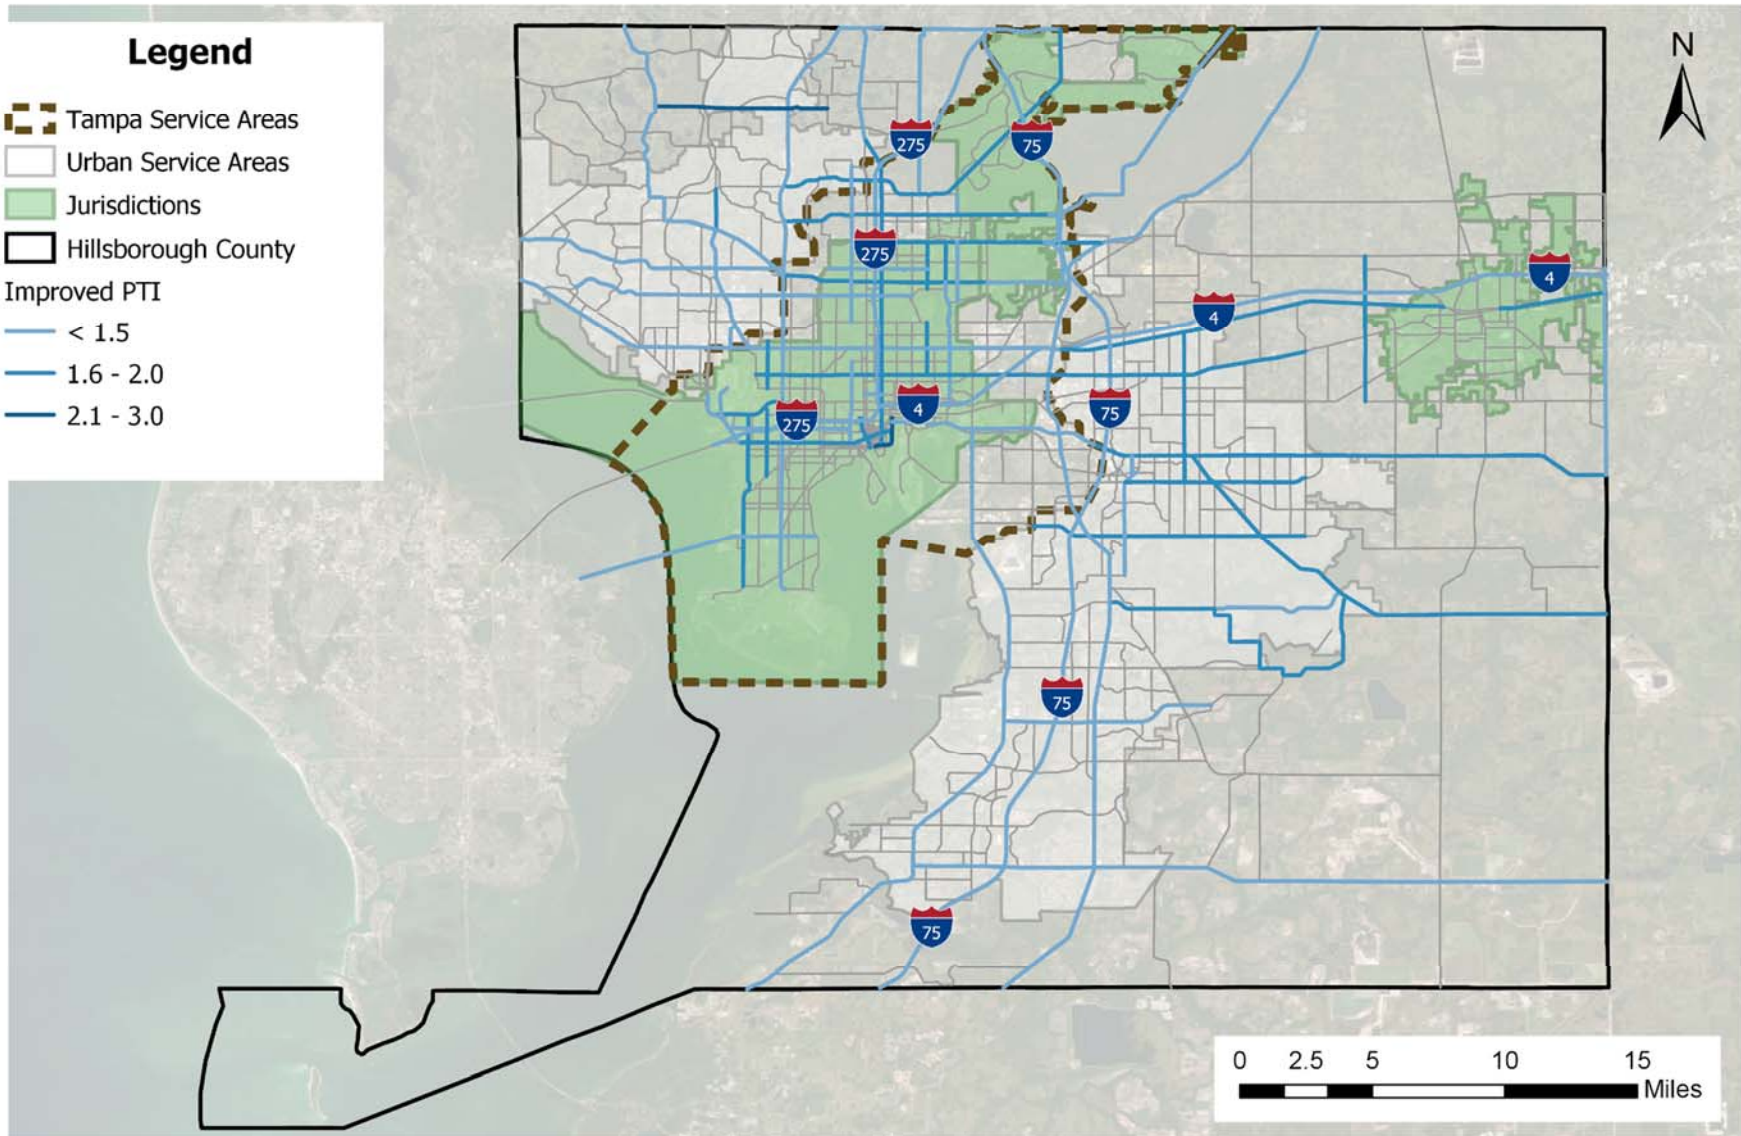 Legend
Tampa Service Areas
Urban Service Areas
Jurisdictions
Hillsborough County
Improved PTI
< 1.5
1.6 - 2.0
2.1 - 3.0
N
275
75
275
4
4
275
4
75
75
75
0 2.5 5 10 15
Miles